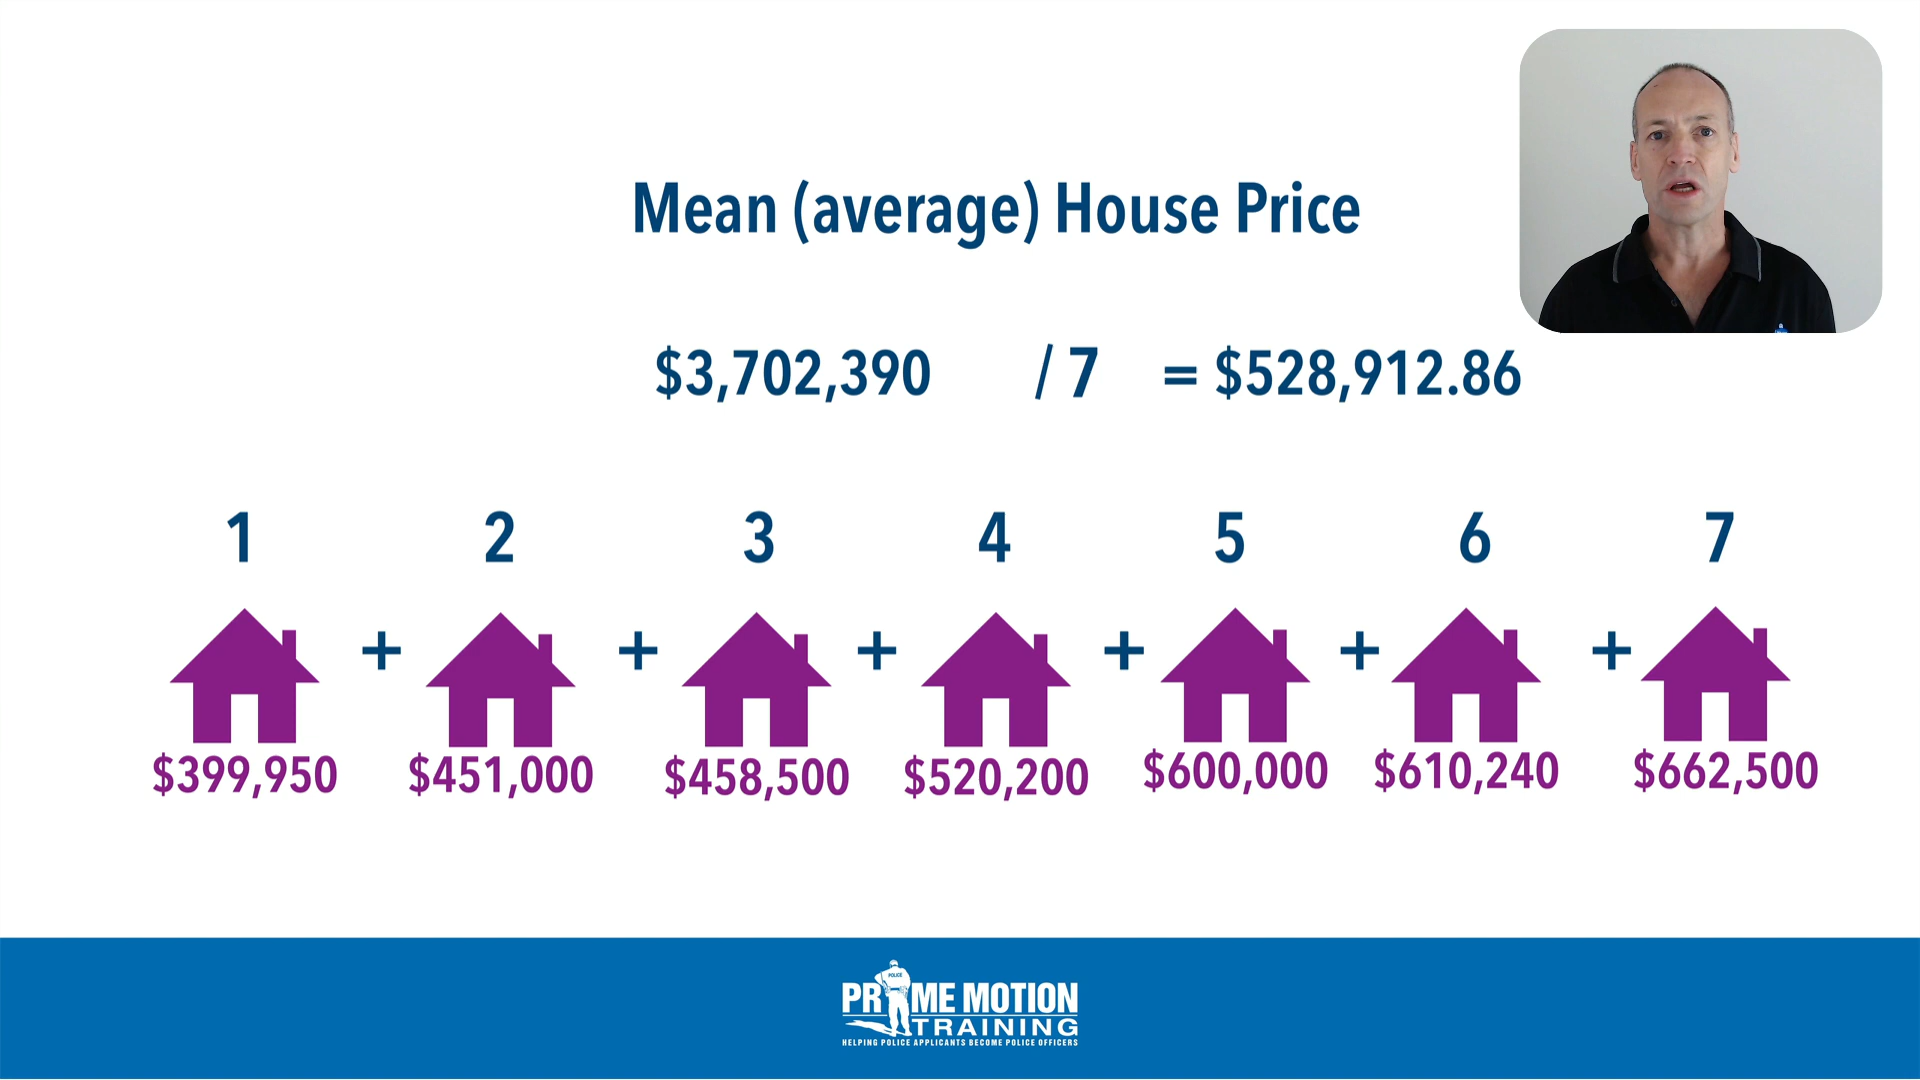 Mean (average) House Price
$3,702,390 / 7 = $528,912.86
1 2 3 4 5 6 7
+ + + + + +
$399,950 $451,000 $458,500 $520,200 $600,000 $610,240 $662,500
POLICE
PRIME MOTION
TRAINING
HELPING POLICE APPLICANTS BECOME POLICE OFFICERS